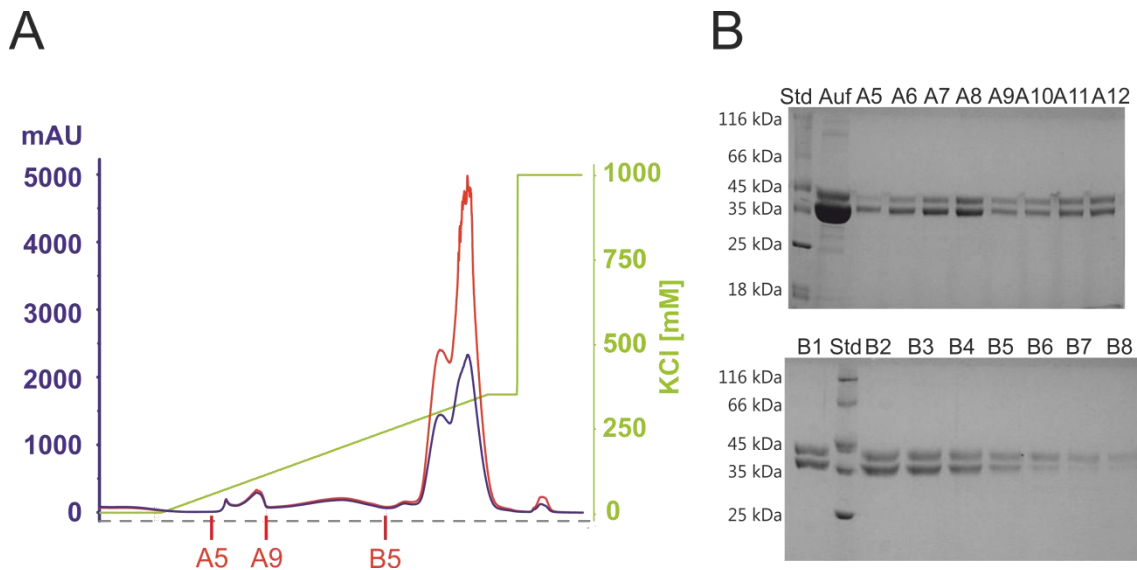 A
mAU
5000
4000
3000
2000
1000
0
1000
750
500
250
0
KCl [mM]
A5 A9 B5
B
Std Auf A5 A6 A7 A8 A9 A10 A11 A12
116 kDa
66 kDa
45 kDa
35 kDa
25 kDa
18 kDa
B1 Std B2 B3 B4 B5 B6 B7 B8
116 kDa
66 kDa
45 kDa
35 kDa
25 kDa